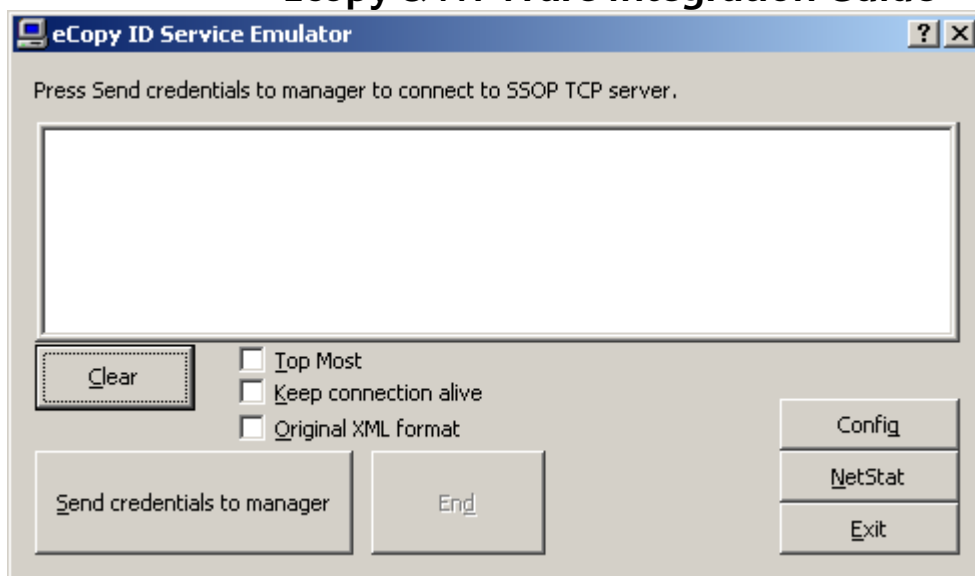 eCopy ID Service Emulator
Press Send credentials to manager to connect to SSOP TCP server.
Clear
Top Most
Keep connection alive
Original XML format
Config
Send credentials to manager
End
NetStat
Exit